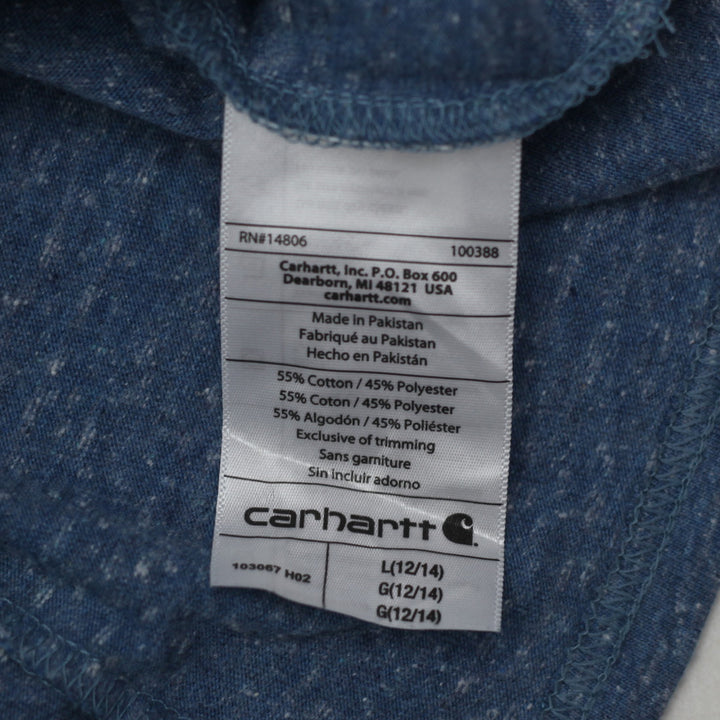 RN#14806 100388
Carhartt, Inc. P.O. Box 600
Dearborn, MI 48121 USA
carhartt.com
Made in Pakistan
Fabriqué au Pakistan
Hecho en Pakistán
55% Cotton / 45% Polyester
55% Coton / 45% Polyester
55% Algodón / 45% Poliéster
Exclusive of trimming
Sans garniture
Sin incluir adorno
carhartt
103067 H02
L(12/14)
G(12/14)
G(12/14)